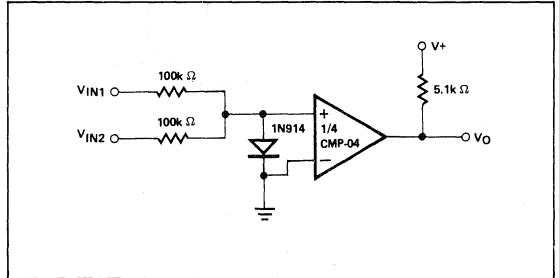 V+
100k Ω
VIN1
5.1k Ω
100k Ω
VIN2
1N914
+
1/4
CMP-04
−
VO